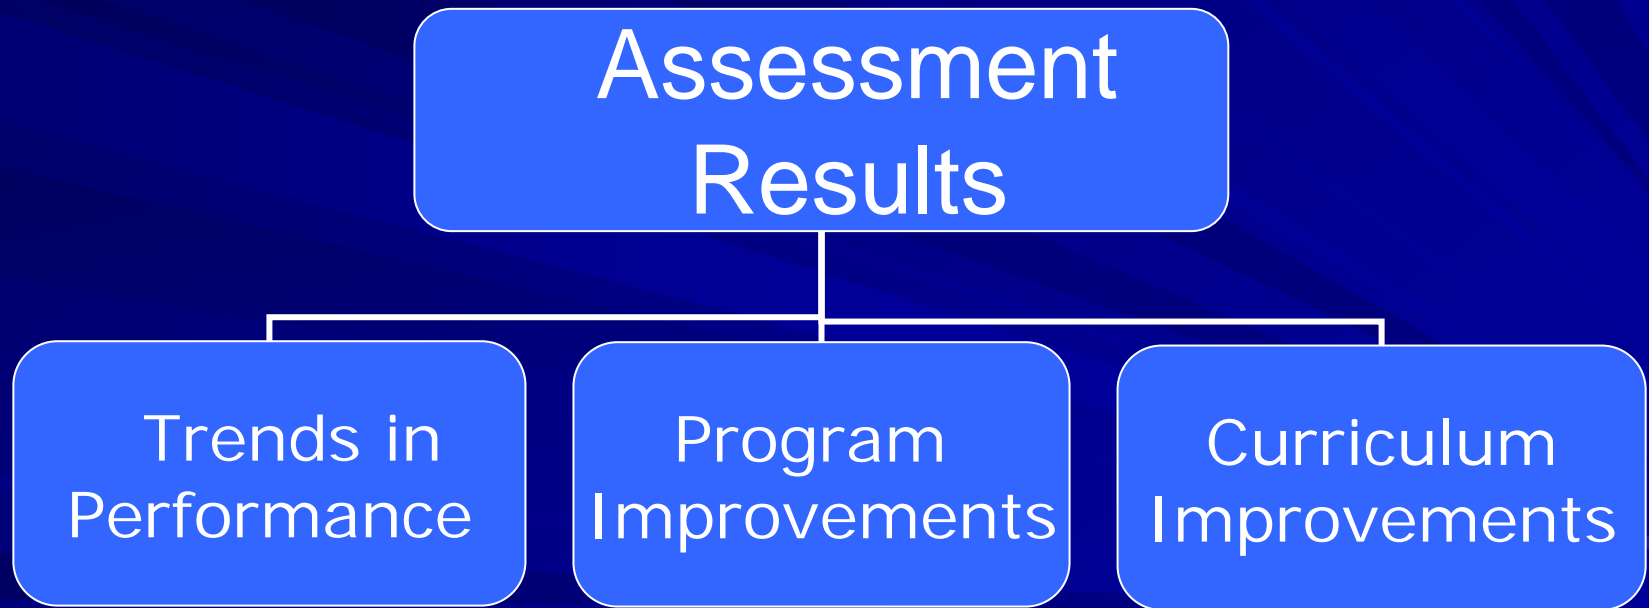 Assessment
Results
Trends in
Performance
Program
Improvements
Curriculum
Improvements